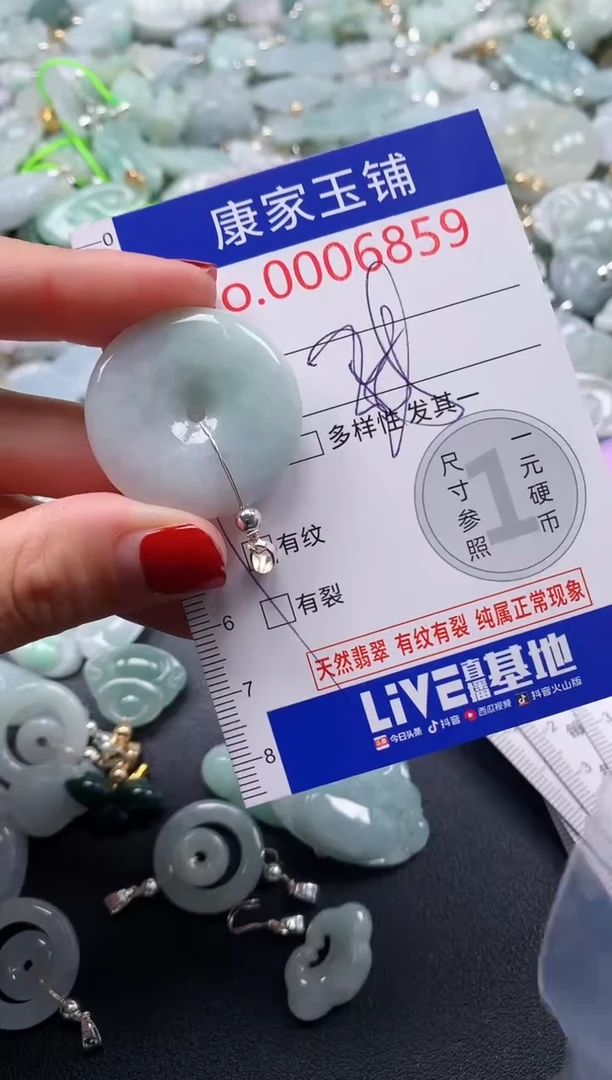 康家玉铺
o.0006859
多样性 发其一
有纹
有裂
一元硬币
1
尺寸参照
天然翡翠 有纹有裂 纯属正常现象
LiVE直播基地
今日头条 抖音 西瓜视频 抖音火山版
0
6
7
8